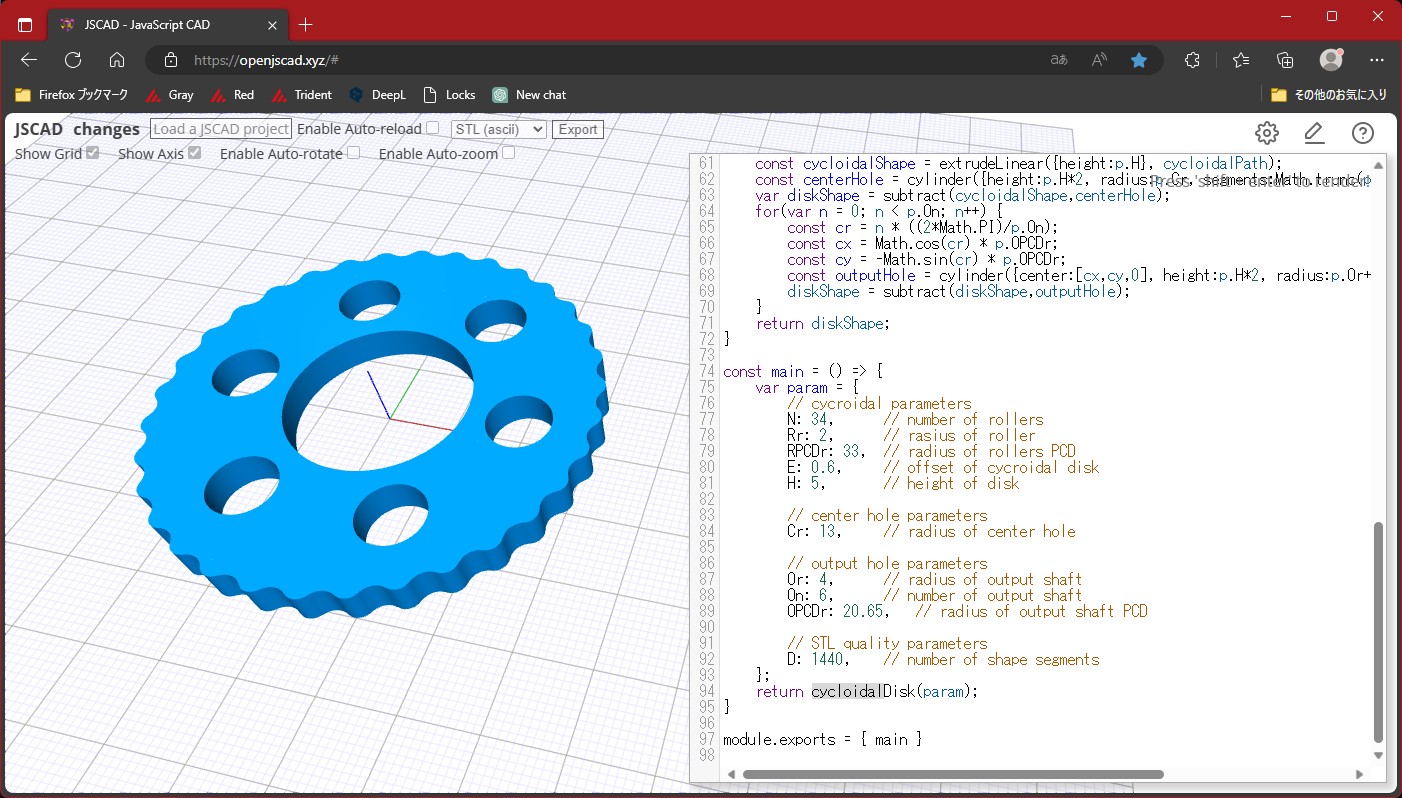 JSCAD - JavaScript CAD
https://openjscad.xyz/#
Firefox ブックマーク Gray Red Trident DeepL Locks New chat その他のお気に入り
JSCAD changes Load a JSCAD project Enable Auto-reload STL (ascii) Export
Show Grid Show Axis Enable Auto-rotate Enable Auto-zoom
61 const cycloidalShape = extrudeLinear({height:p.H}, cycloidalPath);
62 const centerHole = cylinder({height:p.H*2, radius:p.Cr, segments:Math.trunc(p
Press 'shift + enter' to render!
63 var diskShape = subtract(cycloidalShape,centerHole);
64 for(var n = 0; n < p.On; n++) {
65 const cr = n * ((2*Math.PI)/p.On);
66 const cx = Math.cos(cr) * p.OPCDr;
67 const cy = -Math.sin(cr) * p.OPCDr;
68 const outputHole = cylinder({center:[cx,cy,0], height:p.H*2, radius:p.Or+
69 diskShape = subtract(diskShape,outputHole);
70 }
71 return diskShape;
72 }
73
74 const main = () => {
75 var param = {
76 // cycroidal parameters
77 N: 34, // number of rollers
78 Rr: 2, // rasius of roller
79 RPCDr: 33, // radius of rollers PCD
80 E: 0.6, // offset of cycroidal disk
81 H: 5, // height of disk
82
83 // center hole parameters
84 Cr: 13, // radius of center hole
85
86 // output hole parameters
87 Or: 4, // radius of output shaft
88 On: 6, // number of output shaft
89 OPCDr: 20.65, // radius of output shaft PCD
90
91 // STL quality parameters
92 D: 1440, // number of shape segments
93 };
94 return cycloidalDisk(param);
95 }
96
97 module.exports = { main }
98